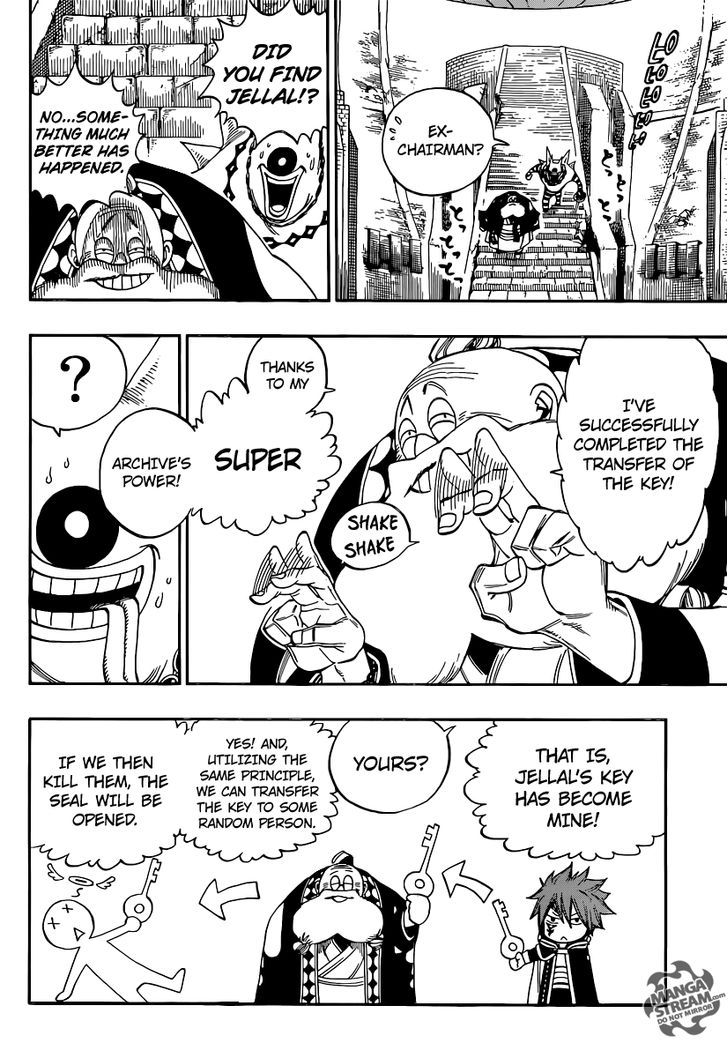 EX-
CHAIRMAN?
DID
YOU FIND
JELLAL!?
NO...SOME-
THING MUCH
BETTER HAS
HAPPENED.
I'VE
SUCCESSFULLY
COMPLETED THE
TRANSFER OF
THE KEY!
SHAKE
SHAKE
THANKS
TO MY
SUPER
ARCHIVE'S
POWER!
?
THAT IS,
JELLAL'S KEY
HAS BECOME
MINE!
YOURS?
YES! AND,
UTILIZING THE
SAME PRINCIPLE,
WE CAN TRANSFER
THE KEY TO SOME
RANDOM PERSON.
IF WE THEN
KILL THEM, THE
SEAL WILL BE
OPENED.
MANGA
STREAM.COM
DO NOT MIRROR